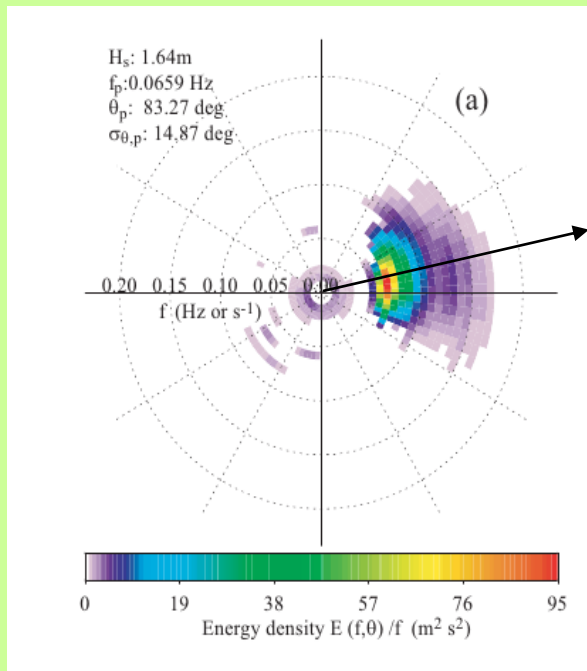 Hₛ: 1.64m
fₚ:0.0659 Hz
θₚ: 83.27 deg
σθ,ₚ: 14.87 deg
(a)
0.20 0.15 0.10 0.05 0.00
f (Hz or s⁻¹)
0 19 38 57 76 95
Energy density E (f,θ) /f (m² s²)